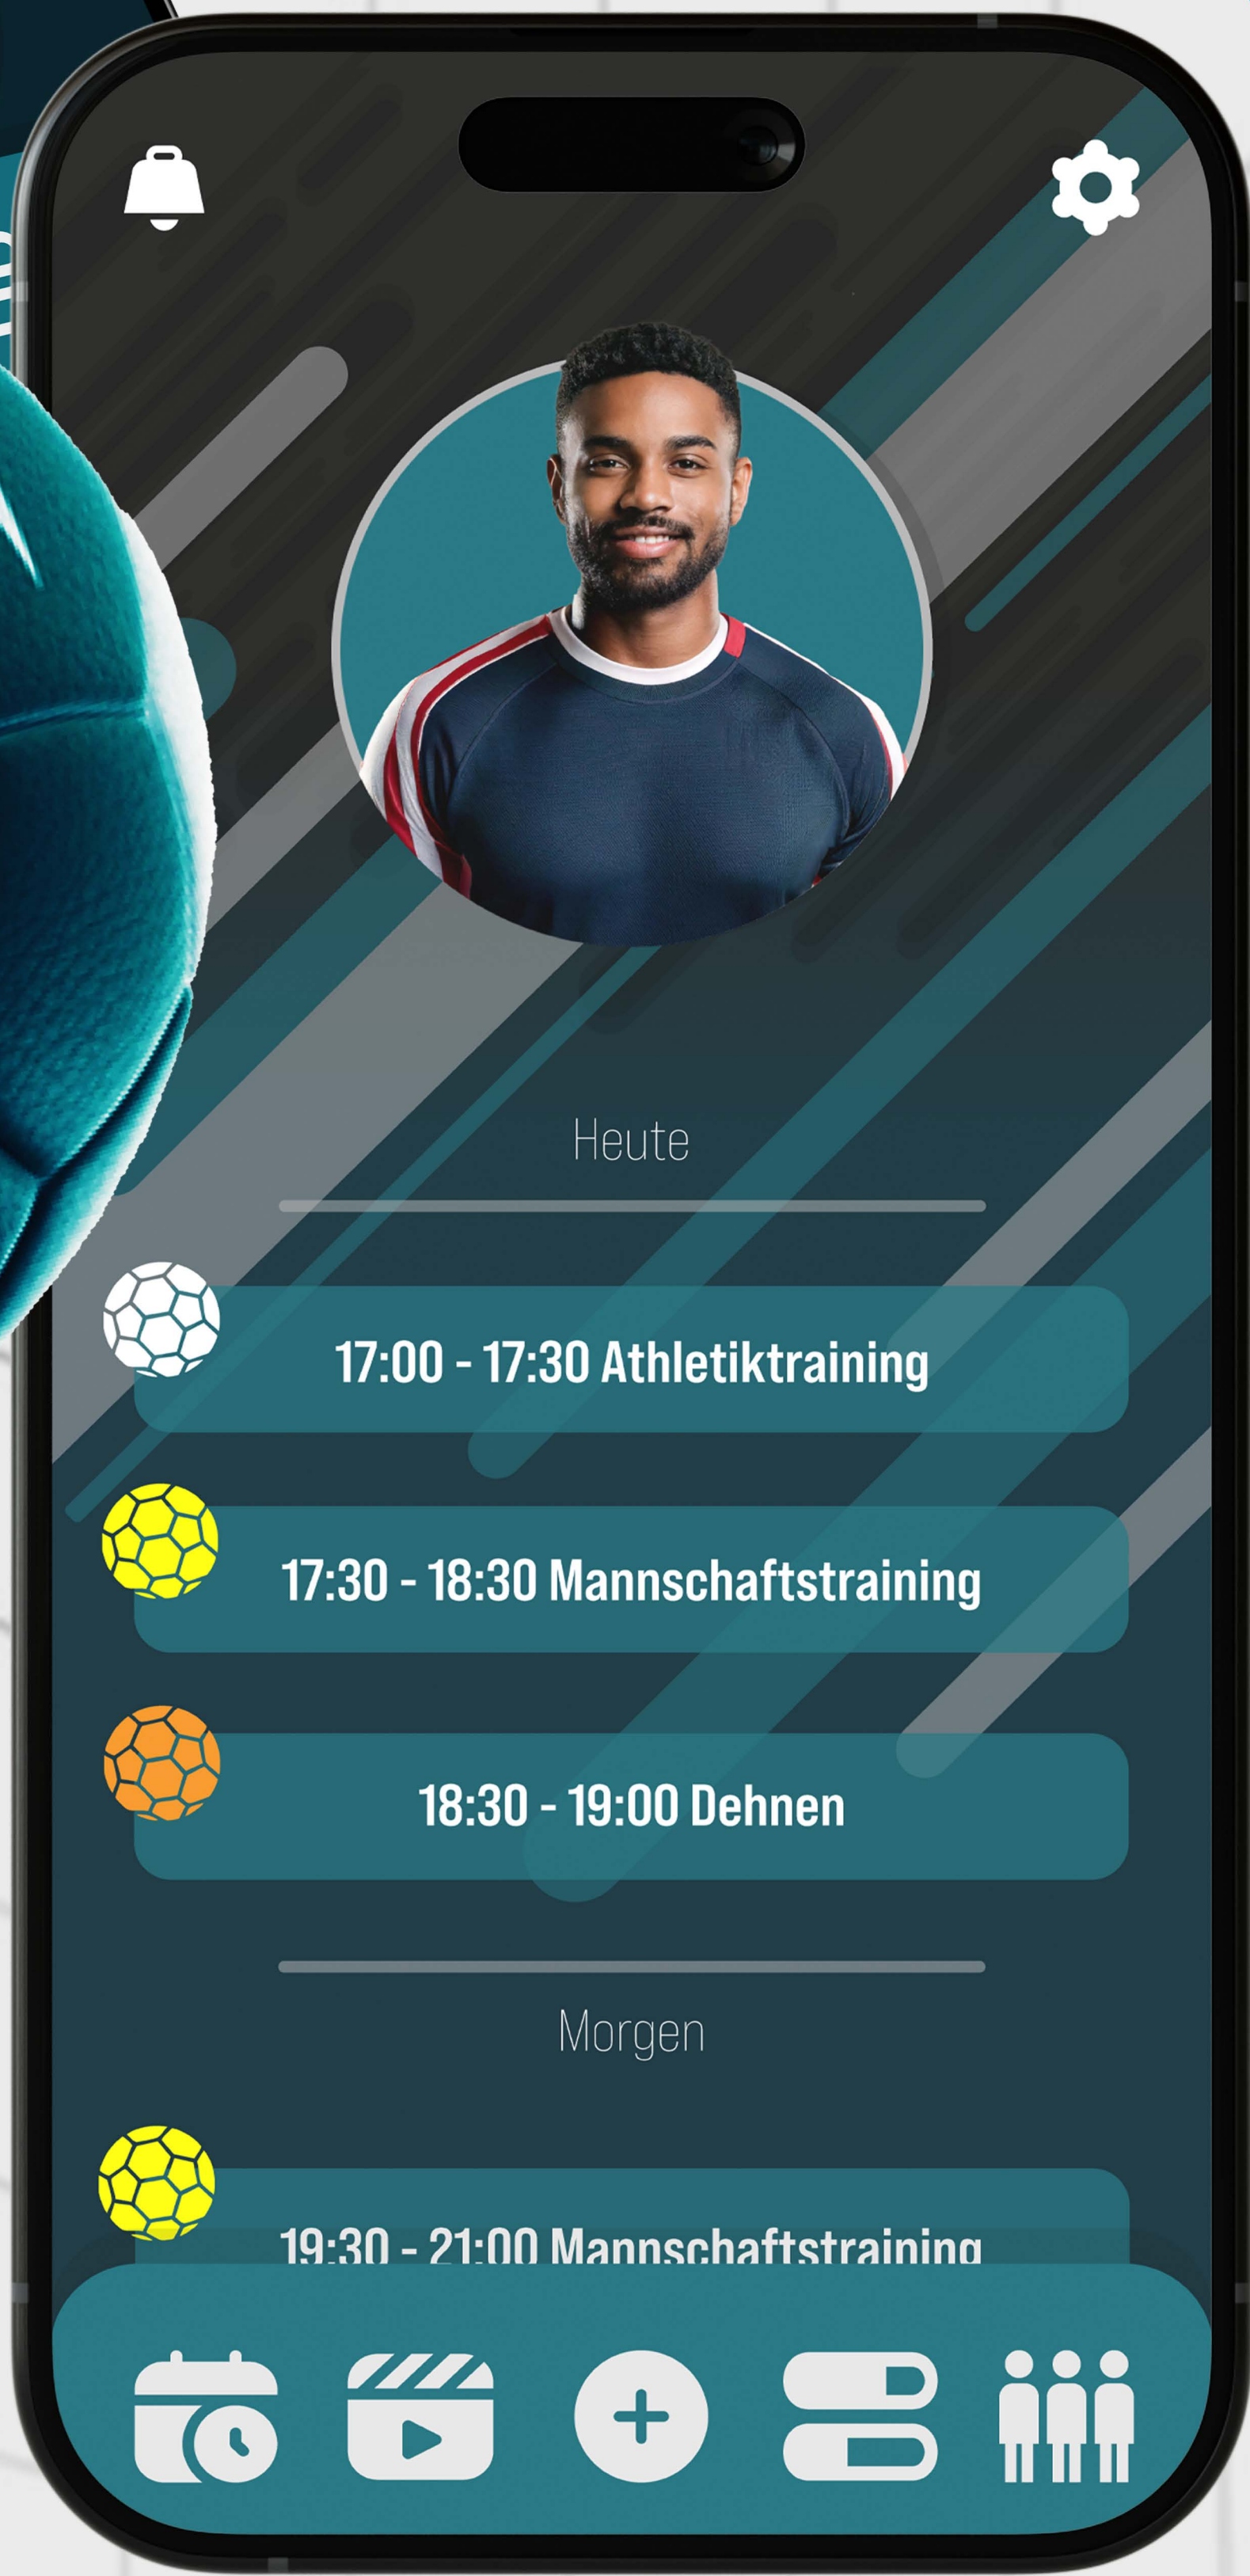 Heute
17:00 - 17:30 Athletiktraining
17:30 - 18:30 Mannschaftstraining
18:30 - 19:00 Dehnen
Morgen
19:30 - 21:00 Mannschaftstraining